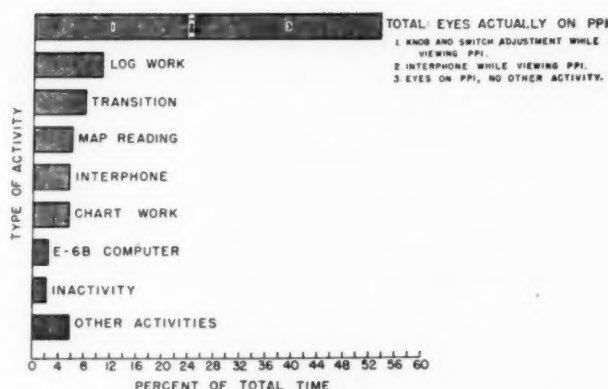 TOTAL: EYES ACTUALLY ON PPI
1. KNOB AND SWITCH ADJUSTMENT WHILE
VIEWING PPI.
2. INTERPHONE WHILE VIEWING PPI.
3. EYES ON PPI, NO OTHER ACTIVITY.
1 2 3
LOG WORK
TRANSITION
MAP READING
INTERPHONE
CHART WORK
E-6B COMPUTER
INACTIVITY
OTHER ACTIVITIES
TYPE OF ACTIVITY
0 4 8 12 16 20 24 28 32 36 40 44 48 52 56 60
PERCENT OF TOTAL TIME